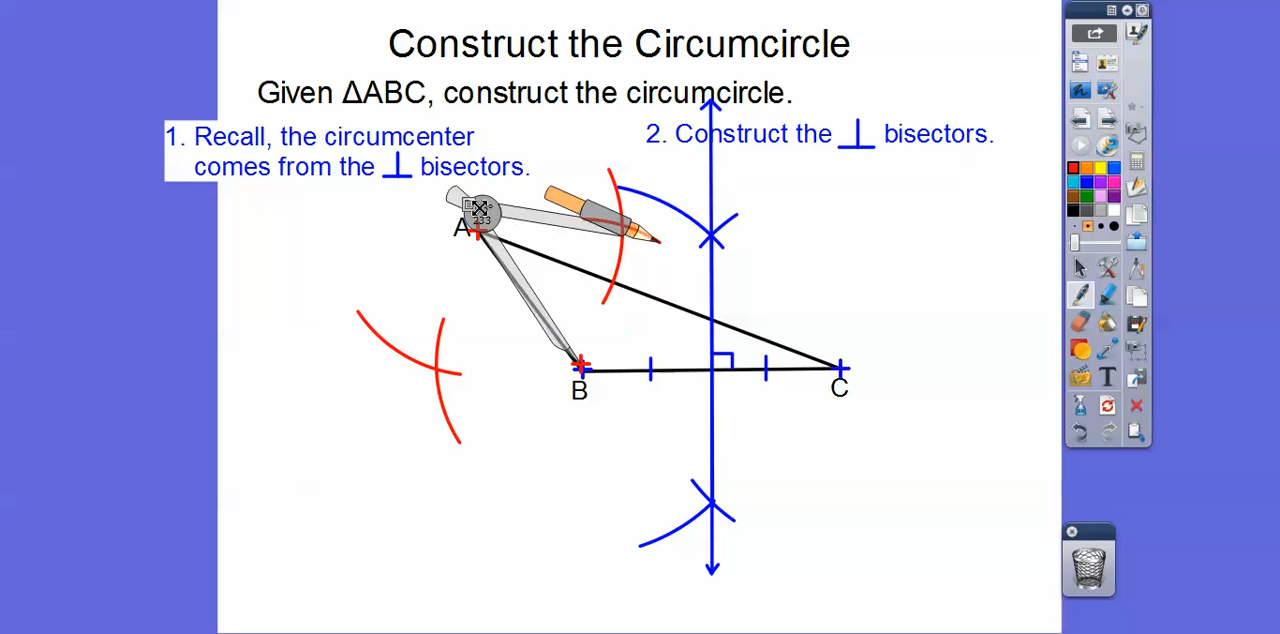 Construct the Circumcircle
Given ΔABC, construct the circumcircle.
1. Recall, the circumcenter
comes from the ⊥ bisectors.
2. Construct the ⊥ bisectors.
A
233
B
C
T